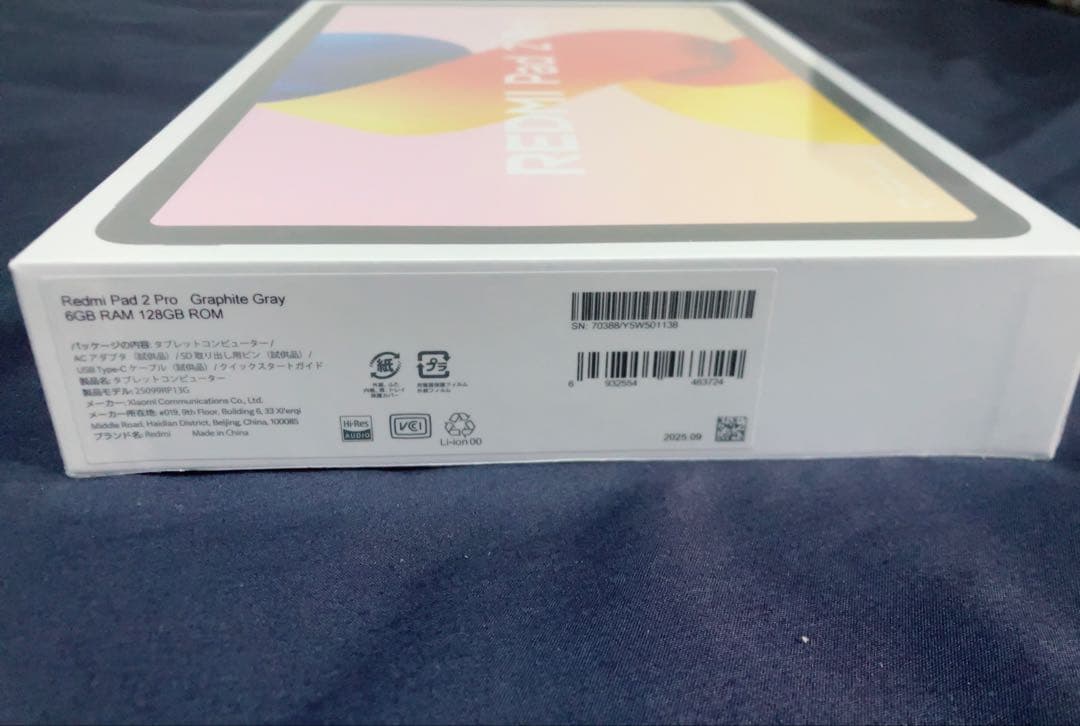 REDMI Pad 2
Redmi Pad 2 Pro Graphite Gray
6GB RAM 128GB ROM
パッケージの内容: タブレットコンピューター /
ACアダプタ（試供品）/ SD取り出し用ピン（試供品）/
USB Type-C ケーブル（試供品）/ クイックスタートガイド
製品名: タブレットコンピューター
製品モデル: 25099RP13G
メーカー: Xiaomi Communications Co., Ltd.
メーカー所在地: #019, 9th Floor, Building 6, 33 Xi'erqi
Middle Road, Haidian District, Beijing, China, 100085
ブランド名: Redmi Made in China
紙
プラ
Hi-Res
AUDIO
VCCI
Li-ion 00
SN: 70388/Y5W501138
6 932554 463724
2025.09